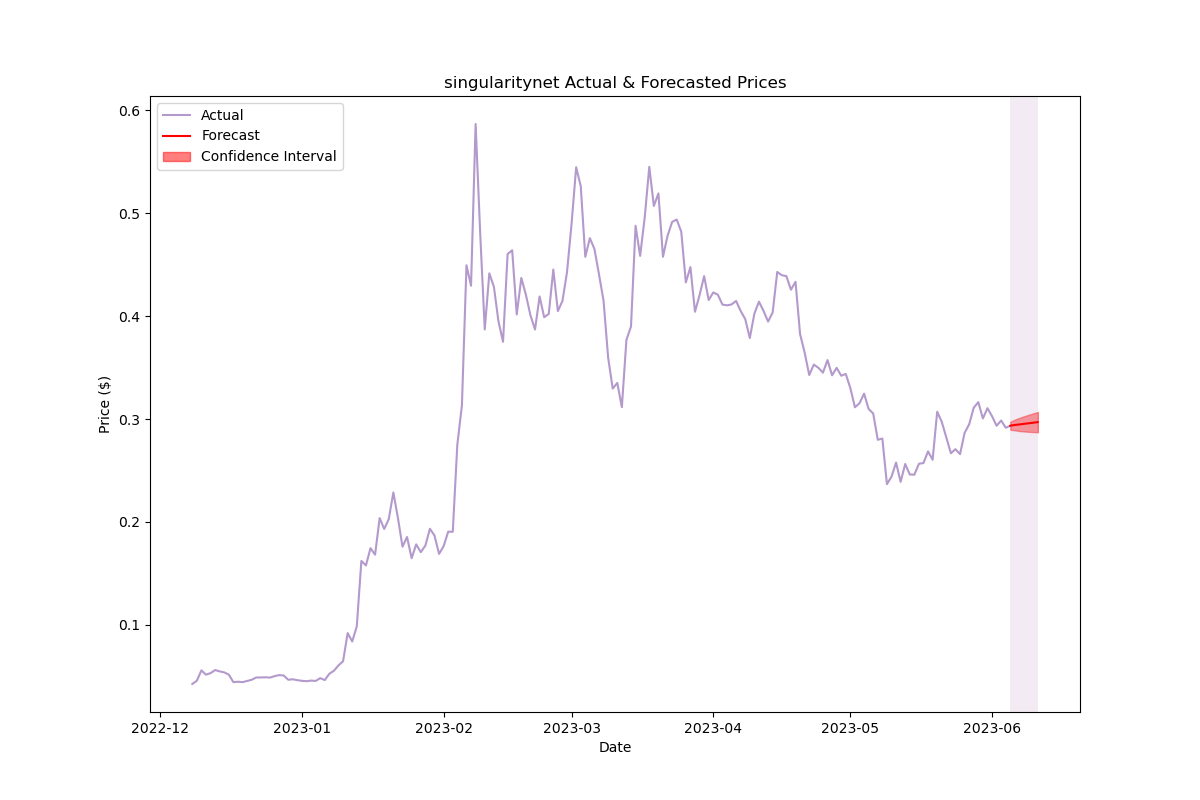 singularitynet Actual & Forecasted Prices
Actual
Forecast
Confidence Interval
0.6
0.5
0.4
0.3
0.2
0.1
Price ($)
2022-12
2023-01
2023-02
2023-03
2023-04
2023-05
2023-06
Date